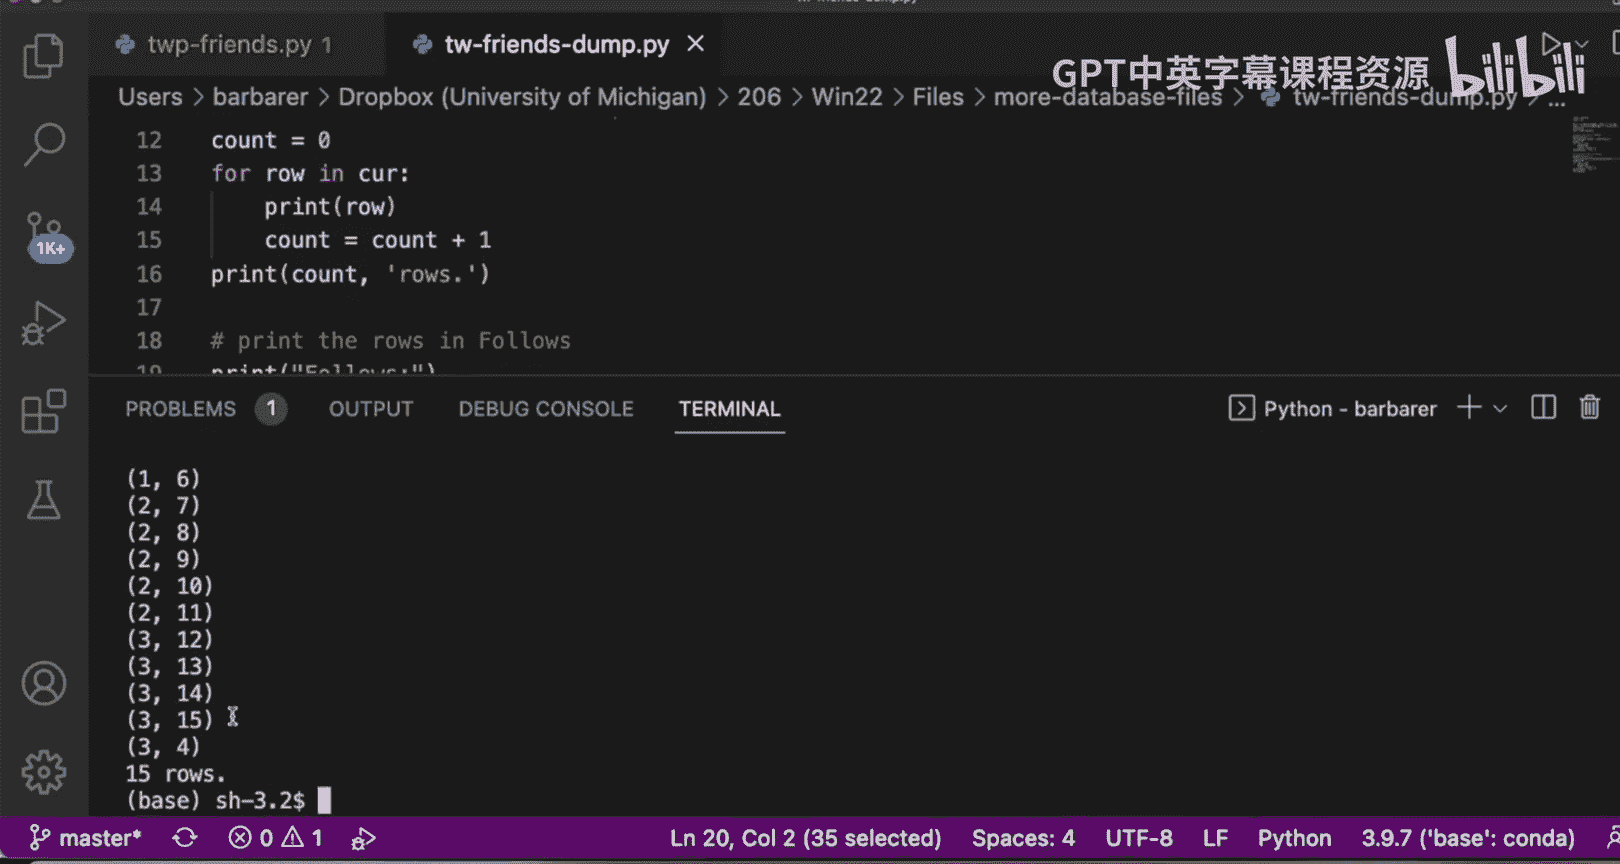 twp-friends.py 1
tw-friends-dump.py
GPT中英字幕课程资源 bilibili
Users > barbarer > Dropbox (University of Michigan) > 206 > Win22 > Files > more-database-files > tw-friends-dump.py > ...
12 count = 0
13 for row in cur:
14 print(row)
15 count = count + 1
16 print(count, 'rows.')
17
18 # print the rows in Follows
19 print("Follows:")
1K+
PROBLEMS 1 OUTPUT DEBUG CONSOLE TERMINAL Python - barbarer
(1, 6)
(2, 7)
(2, 8)
(2, 9)
(2, 10)
(2, 11)
(3, 12)
(3, 13)
(3, 14)
(3, 15)
(3, 4)
15 rows.
(base) sh-3.2$
master* 0 1 Ln 20, Col 2 (35 selected) Spaces: 4 UTF-8 LF Python 3.9.7 ('base': conda)